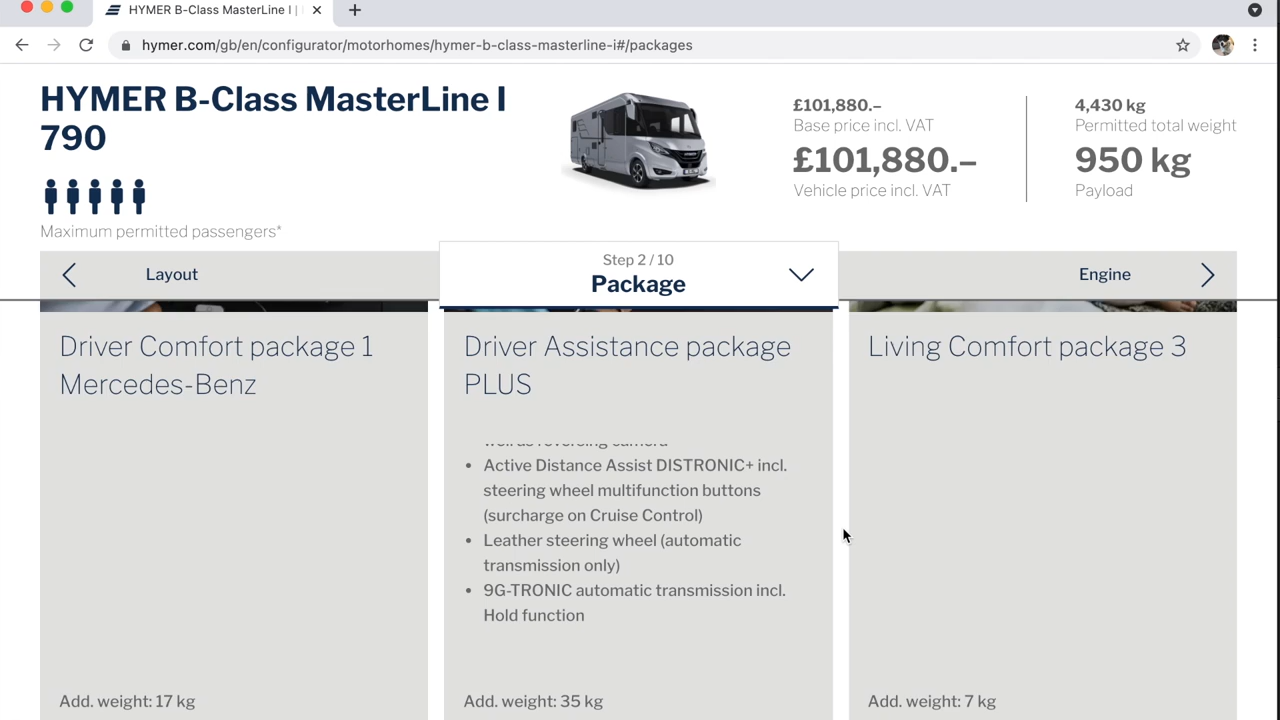 HYMER B-Class MasterLine I |
hymer.com/gb/en/configurator/motorhomes/hymer-b-class-masterline-i#/packages
HYMER B-Class MasterLine I
790
Maximum permitted passengers*
£101,880.–
Base price incl. VAT
£101,880.–
Vehicle price incl. VAT
4,430 kg
Permitted total weight
950 kg
Payload
Layout
Step 2 / 10
Package
Engine
Driver Comfort package 1
Mercedes-Benz
Add. weight: 17 kg
Driver Assistance package
PLUS
well as reversing camera
• Active Distance Assist DISTRONIC+ incl.
steering wheel multifunction buttons
(surcharge on Cruise Control)
• Leather steering wheel (automatic
transmission only)
• 9G-TRONIC automatic transmission incl.
Hold function
Add. weight: 35 kg
Living Comfort package 3
Add. weight: 7 kg